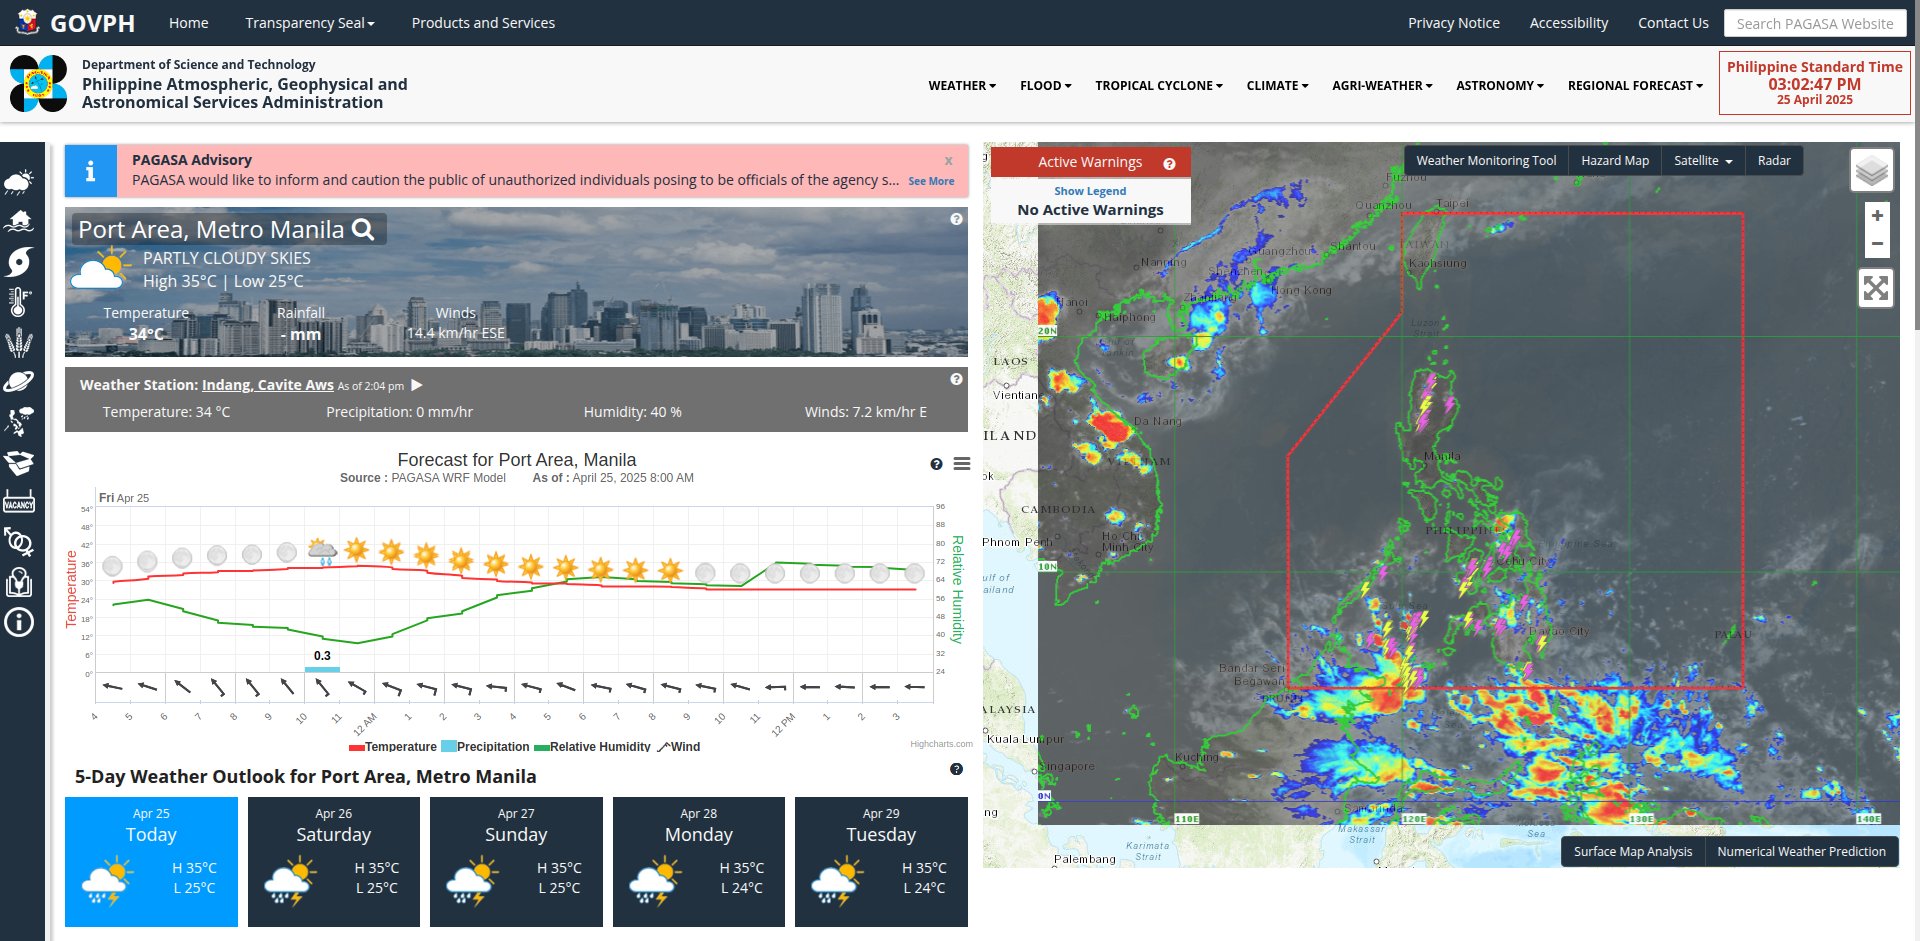 GOVPH
Home
Transparency Seal
Products and Services
Privacy Notice
Accessibility
Contact Us
Search PAGASA Website
Department of Science and Technology
Philippine Atmospheric, Geophysical and
Astronomical Services Administration
WEATHER
FLOOD
TROPICAL CYCLONE
CLIMATE
AGRI-WEATHER
ASTRONOMY
REGIONAL FORECAST
Philippine Standard Time
03:02:47 PM
25 April 2025
VACANCY
PAGASA Advisory
x
PAGASA would like to inform and caution the public of unauthorized individuals posing to be officials of the agency s...
See More
Port Area, Metro Manila
PARTLY CLOUDY SKIES
High 35°C | Low 25°C
Temperature
34°C
Rainfall
- mm
Winds
14.4 km/hr ESE
Weather Station: Indang, Cavite Aws As of 2:04 pm
Temperature: 34 °C
Precipitation: 0 mm/hr
Humidity: 40 %
Winds: 7.2 km/hr E
Forecast for Port Area, Manila
Source : PAGASA WRF Model
As of : April 25, 2025 8:00 AM
Fri Apr 25
54°
48°
42°
36°
30°
24°
18°
12°
6°
0°
Temperature
96
88
80
72
64
56
48
40
32
24
Relative Humidity
0.3
4
5
6
7
8
9
10
11
12 AM
1
2
3
4
5
6
7
8
9
10
11
12 PM
1
2
3
Temperature
Precipitation
Relative Humidity
Wind
Highcharts.com
5-Day Weather Outlook for Port Area, Metro Manila
Apr 25
Today
H 35°C
L 25°C
Apr 26
Saturday
H 35°C
L 25°C
Apr 27
Sunday
H 35°C
L 25°C
Apr 28
Monday
H 35°C
L 24°C
Apr 29
Tuesday
H 35°C
L 24°C
Active Warnings
Show Legend
No Active Warnings
Weather Monitoring Tool
Hazard Map
Satellite
Radar
+
−
Fuzhou
Quanzhou
Taipei
Shantou
TAIWAN
Kaohsiung
Guangzhou
Shenzhen
Hong Kong
Nanning
Zhanjiang
Hanoi
Haiphong
20N
Luzon
Strait
LAOS
Vientian
Da Nang
ILAND
VIETNAM
ok
CAMBODIA
Phnom Penh
Ho Chi
Minh City
Manila
PHILIPPINE
Cebu City
10N
ulf of
ailand
Davao City
PALAU
Bandar Seri
Begawan
BRUNEI
ALAYSIA
Kuala Lumpur
Kuching
Singapore
0N
Samarinda
110E
120E
130E
140E
ng
Palembang
Karimata
Strait
Makassar
Strait
Sea
Surface Map Analysis
Numerical Weather Prediction